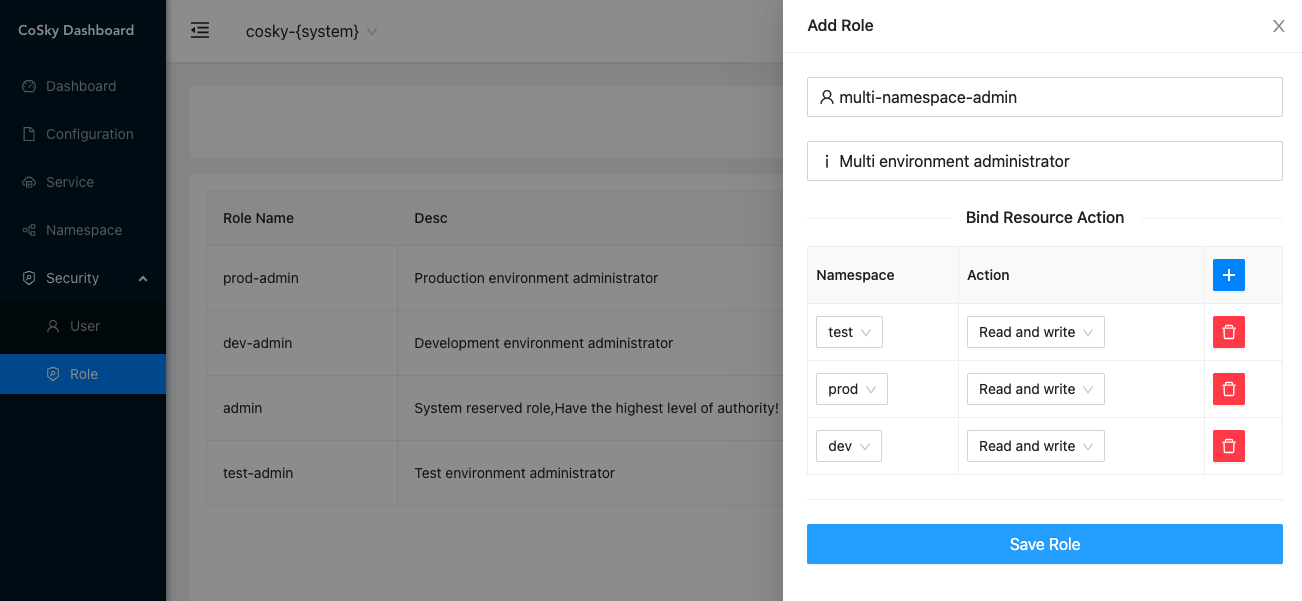 CoSky Dashboard
Dashboard
Configuration
Service
Namespace
Security
User
Role
cosky-{system}
Role Name Desc
prod-admin Production environment administrator
dev-admin Development environment administrator
admin System reserved role,Have the highest level of authority!
test-admin Test environment administrator
Add Role
multi-namespace-admin
Multi environment administrator
Bind Resource Action
Namespace Action
test Read and write
prod Read and write
dev Read and write
Save Role